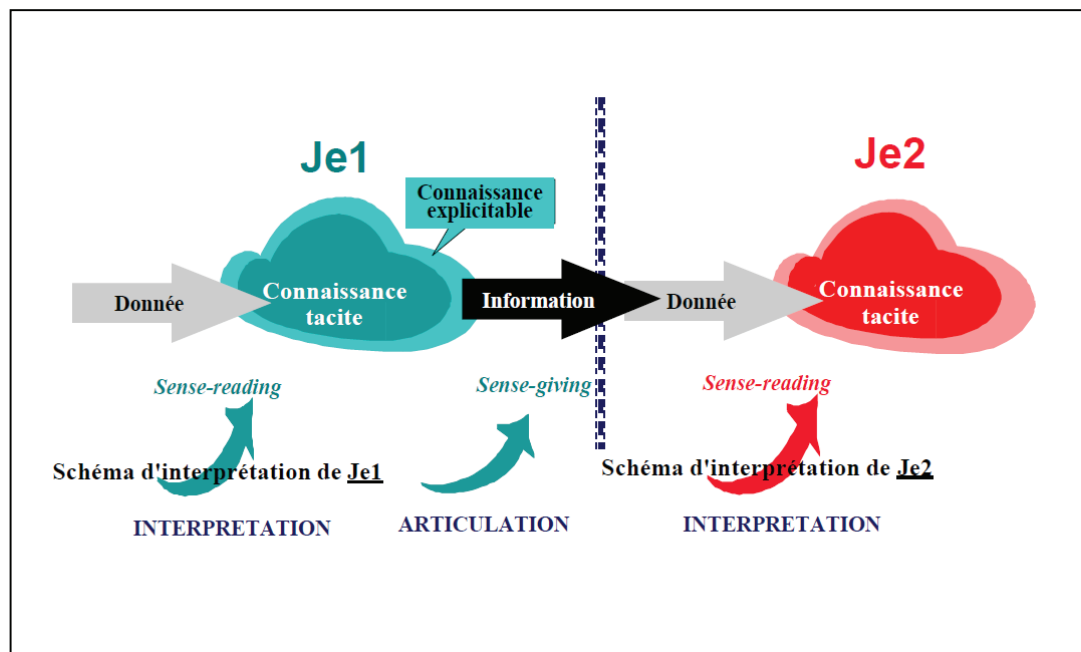 Je1
Je2
Connaissance
explicitable
Donnée
Connaissance
tacite
Information
Donnée
Connaissance
tacite
Sense-reading
Sense-giving
Sense-reading
Schéma d'interprétation de Je1
Schéma d'interprétation de Je2
INTERPRETATION
ARTICULATION
INTERPRETATION